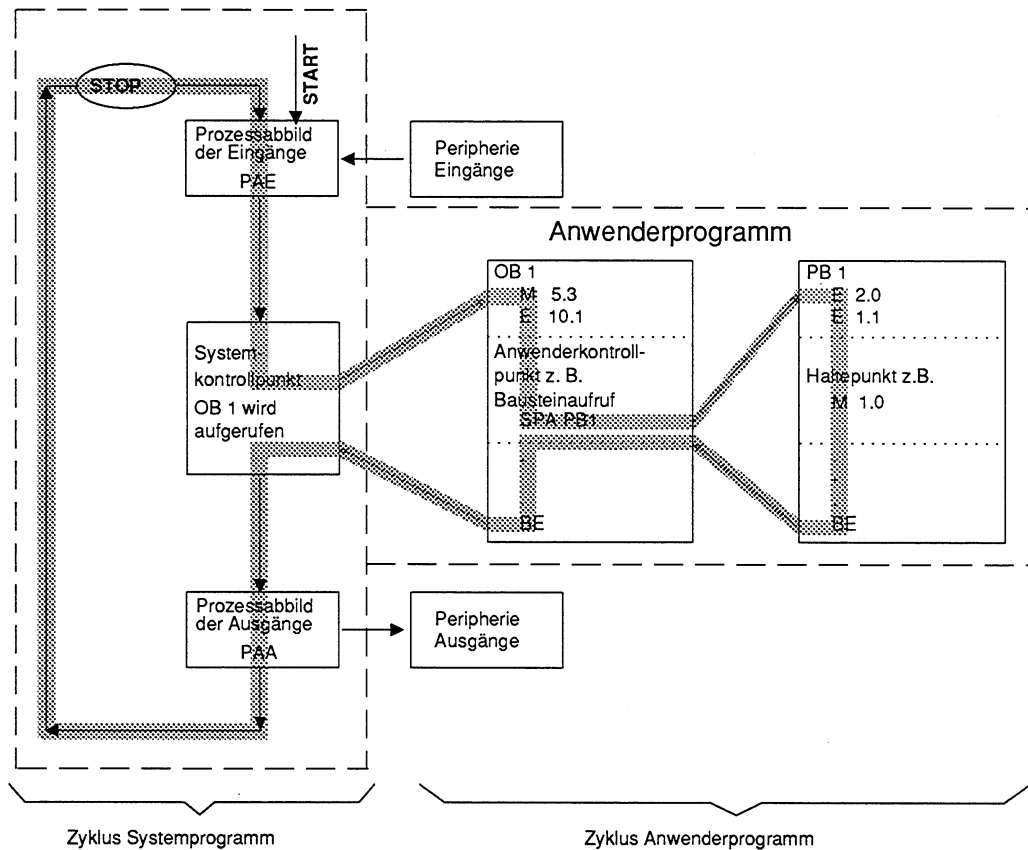 STOP
START
Prozessabbild
der Eingänge
PAE
Peripherie
Eingänge
Anwenderprogramm
OB 1
M 5.3
E 10.1
Anwenderkontroll-
punkt z. B.
Bausteinaufruf
SPA PB1
BE
PB 1
E 2.0
E 1.1
Haltepunkt z.B.
M 1.0
BE
System-
kontrollpunkt
OB 1 wird
aufgerufen
Prozessabbild
der Ausgänge
PAA
Peripherie
Ausgänge
Zyklus Systemprogramm
Zyklus Anwenderprogramm